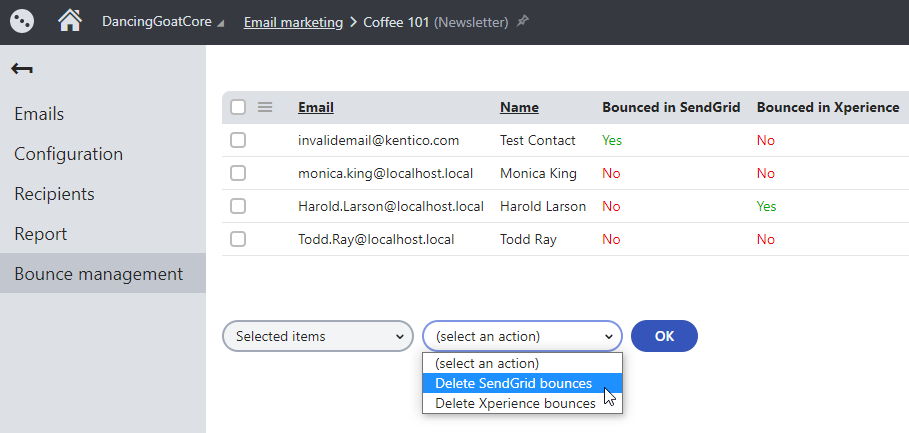 DancingGoatCore Email marketing > Coffee 101 (Newsletter)
Emails
Configuration
Recipients
Report
Bounce management
Email Name Bounced in SendGrid Bounced in Xperience
invalidemail@kentico.com Test Contact Yes No
monica.king@localhost.local Monica King No No
Harold.Larson@localhost.local Harold Larson No Yes
Todd.Ray@localhost.local Todd Ray No No
Selected items (select an action) OK
(select an action)
Delete SendGrid bounces
Delete Xperience bounces